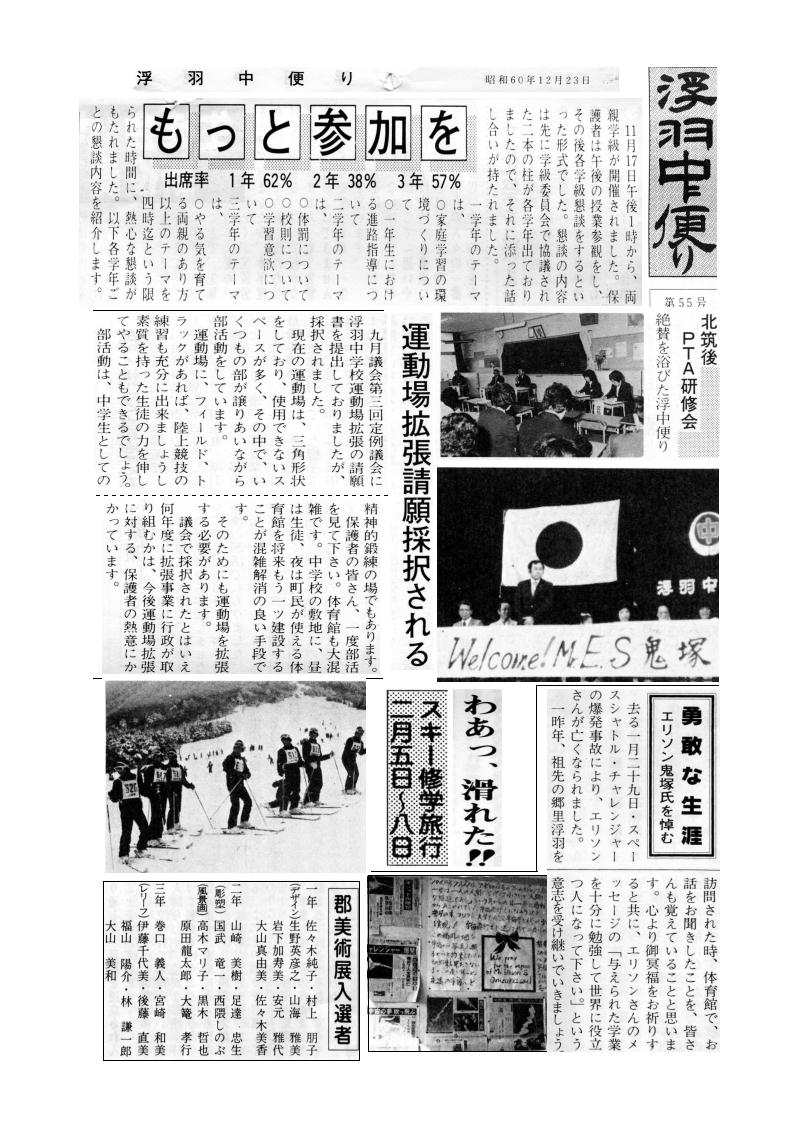 浮羽中便り
昭和60年12月23日
浮羽中便り
第55号
もっと参加を
出席率 1年 62% 2年 38% 3年 57%
11月17日午後1時から、両
親学級が開催されました。保
護者は午後の授業参観をし、
その後各学級懇談をするとい
った形式でした。懇談の内容
は先に学級委員会で協議され
た二本の柱が各学年出ており
ましたので、それに添った話
し合いが持たれました。
一学年のテーマ
は、
○家庭学習の環
境づくりについ
て
○一年生におけ
る進路指導につ
いて
二学年のテーマ
は、
○体罰について
○校則について
○学習意欲につ
いて
三学年のテーマ
は、
○やる気を育て
る両親のあり方
以上のテーマを
四時迄という限
られた時間に、熱心な懇談が
もたれました。以下各学年ご
との懇談内容を紹介します。
北筑後
PTA研修会
絶賛を浴びた浮中便り
運動場拡張請願採択される
九月議会第三回定例議会に
浮羽中学校運動場拡張の請願
書を提出しておりましたが、
採択されました。
現在の運動場は、三角形状
をしており、使用できないス
ペースが多く、その中で、い
くつもの部が譲りあいながら
部活動をしています。
運動場に、フィールド、ト
ラックがあれば、陸上競技の
練習も充分に出来ましょうし
素質を持った生徒の力を伸し
てやることもできるでしょう。
部活動は、中学生としての
精神的鍛練の場でもあります。
保護者の皆さん、一度部活
を見て下さい。体育館も大混
雑です。中学校の敷地に、昼
は生徒、夜は町民が使える体
育館を将来もう一ツ建設する
ことが混雑解消の良い手段で
す。
そのためにも運動場を拡張
する必要があります。
議会で採択されたとはいえ
何年度に拡張事業に行政が取
り組むかは、今後運動場拡張
に対する、保護者の熱意にか
かっています。
中
浮羽中
Welcome! M.E.S 鬼塚
勇敢な生涯
エリソン鬼塚氏を悼む
去る一月二十九日・スペー
スシャトル・チャレンジャー
の爆発事故により、エリソン
さんが亡くなられました。
一昨年、祖先の郷里浮羽を
訪問された時、体育館で、お
話をお聞きしたことを、皆さ
んも覚えていることと思いま
す。心より御冥福をお祈りす
ると共に、エリソンさんのメ
ッセージの「与えられた学業
を十分に勉強して世界に役立
つ人になって下さい。」という
意志を受け継いでいきましょう。
わあっ、滑れた!!
スキー修学旅行
二月五日〜八日
We pray
郡美術展入選者
一年 佐々木純子・村上 朋子
(デザイン)生野英彦之・山海 雅美
岩下加寿美・安元 雅代
大山真由美・佐々木美香
二年 山崎 美樹・足達 忠生
(彫塑) 国武 竜一・西隈しのぶ
(風景画) 高木マリ子・黒木 哲也
原田龍太郎・大篭 孝行
三年 巻口 義人・宮崎 和美
(レリーフ) 伊藤千代美・後藤 直美
福山 陽介・林 謙一郎
大山 美和